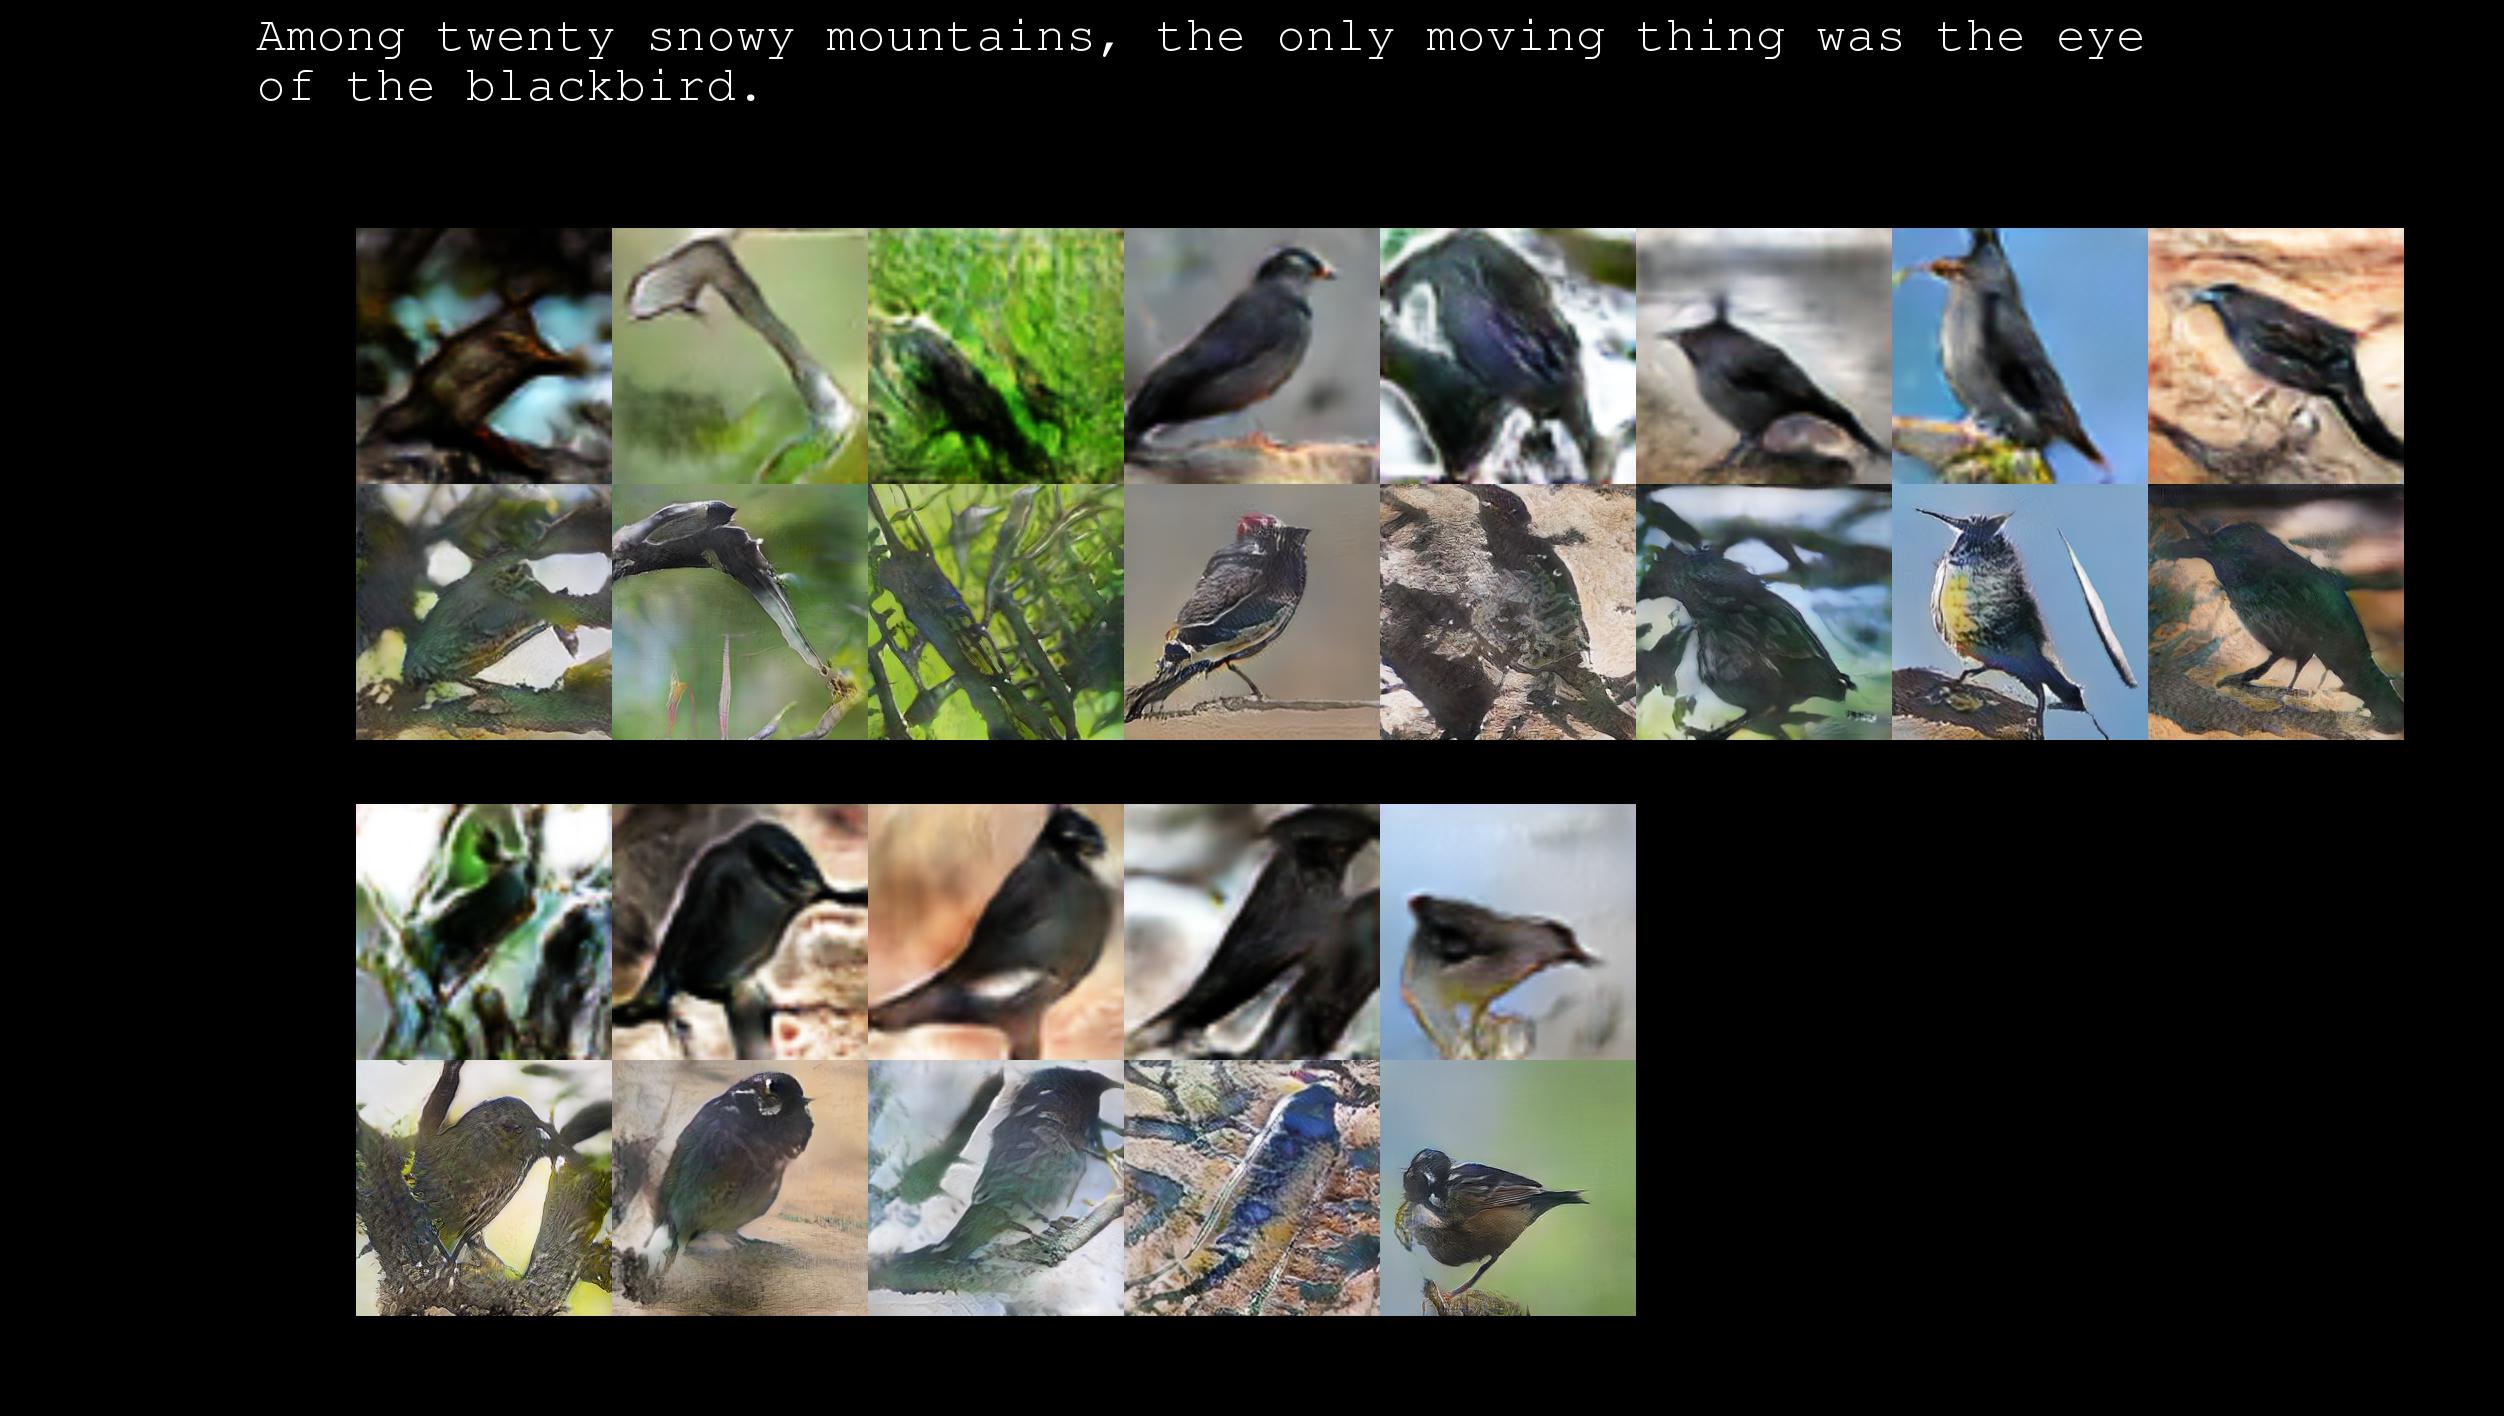 Among twenty snowy mountains, the only moving thing was the eye
of the blackbird.